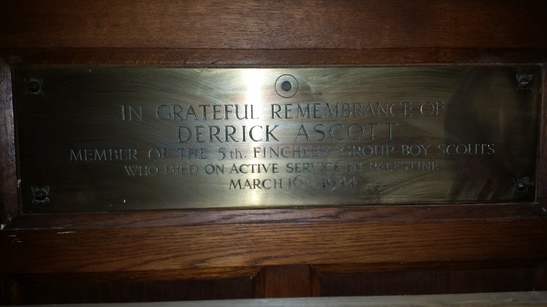 IN GRATEFUL REMEMBRANCE OF
DERRICK ASCOTT
MEMBER OF THE 5th. FINCHLEY GROUP BOY SCOUTS
WHO DIED ON ACTIVE SERVICE IN PALESTINE
MARCH